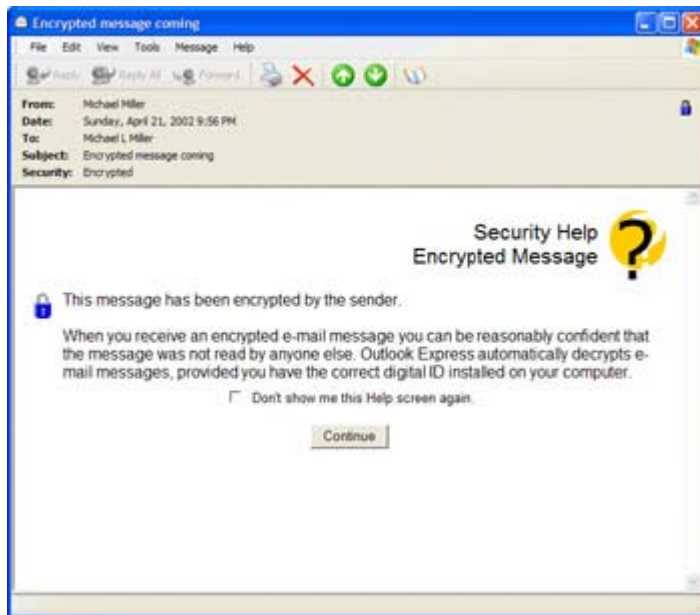 Encrypted message coming
File Edit View Tools Message Help
Reply Reply All Forward
From: Michael Miller
Date: Sunday, April 21, 2002 9:56 PM
To: Michael L Miller
Subject: Encrypted message coming
Security: Encrypted
Security Help
Encrypted Message
This message has been encrypted by the sender.
When you receive an encrypted e-mail message you can be reasonably confident that
the message was not read by anyone else. Outlook Express automatically decrypts e-
mail messages, provided you have the correct digital ID installed on your computer.
Don't show me this Help screen again.
Continue